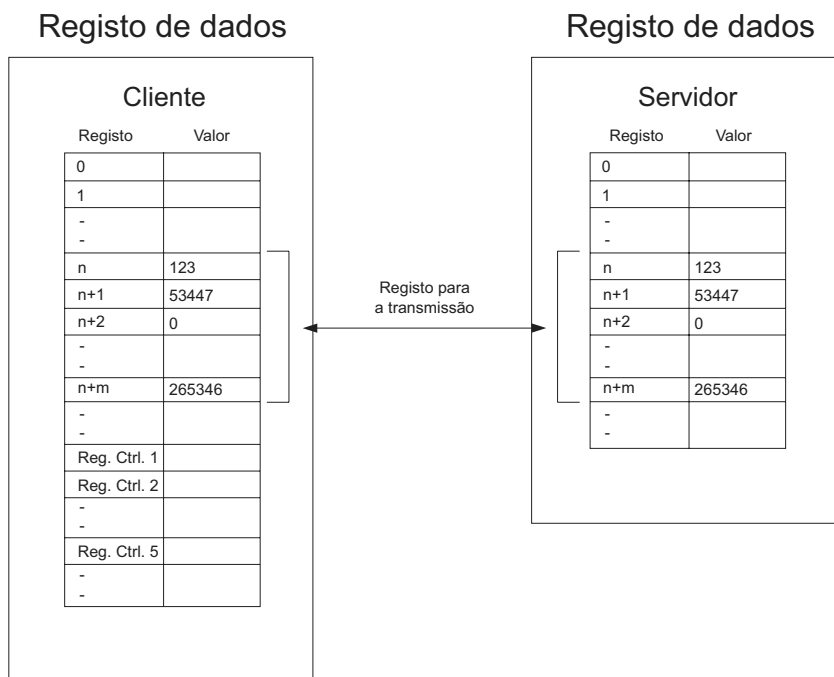 Registo de dados
Cliente
Registo Valor
0
1
-
-
n 123
n+1 53447
n+2 0
-
-
n+m 265346
-
-
Reg. Ctrl. 1
Reg. Ctrl. 2
-
-
Reg. Ctrl. 5
-
-
Registo para
a transmissão
Registo de dados
Servidor
Registo Valor
0
1
-
-
n 123
n+1 53447
n+2 0
-
-
n+m 265346
-
-